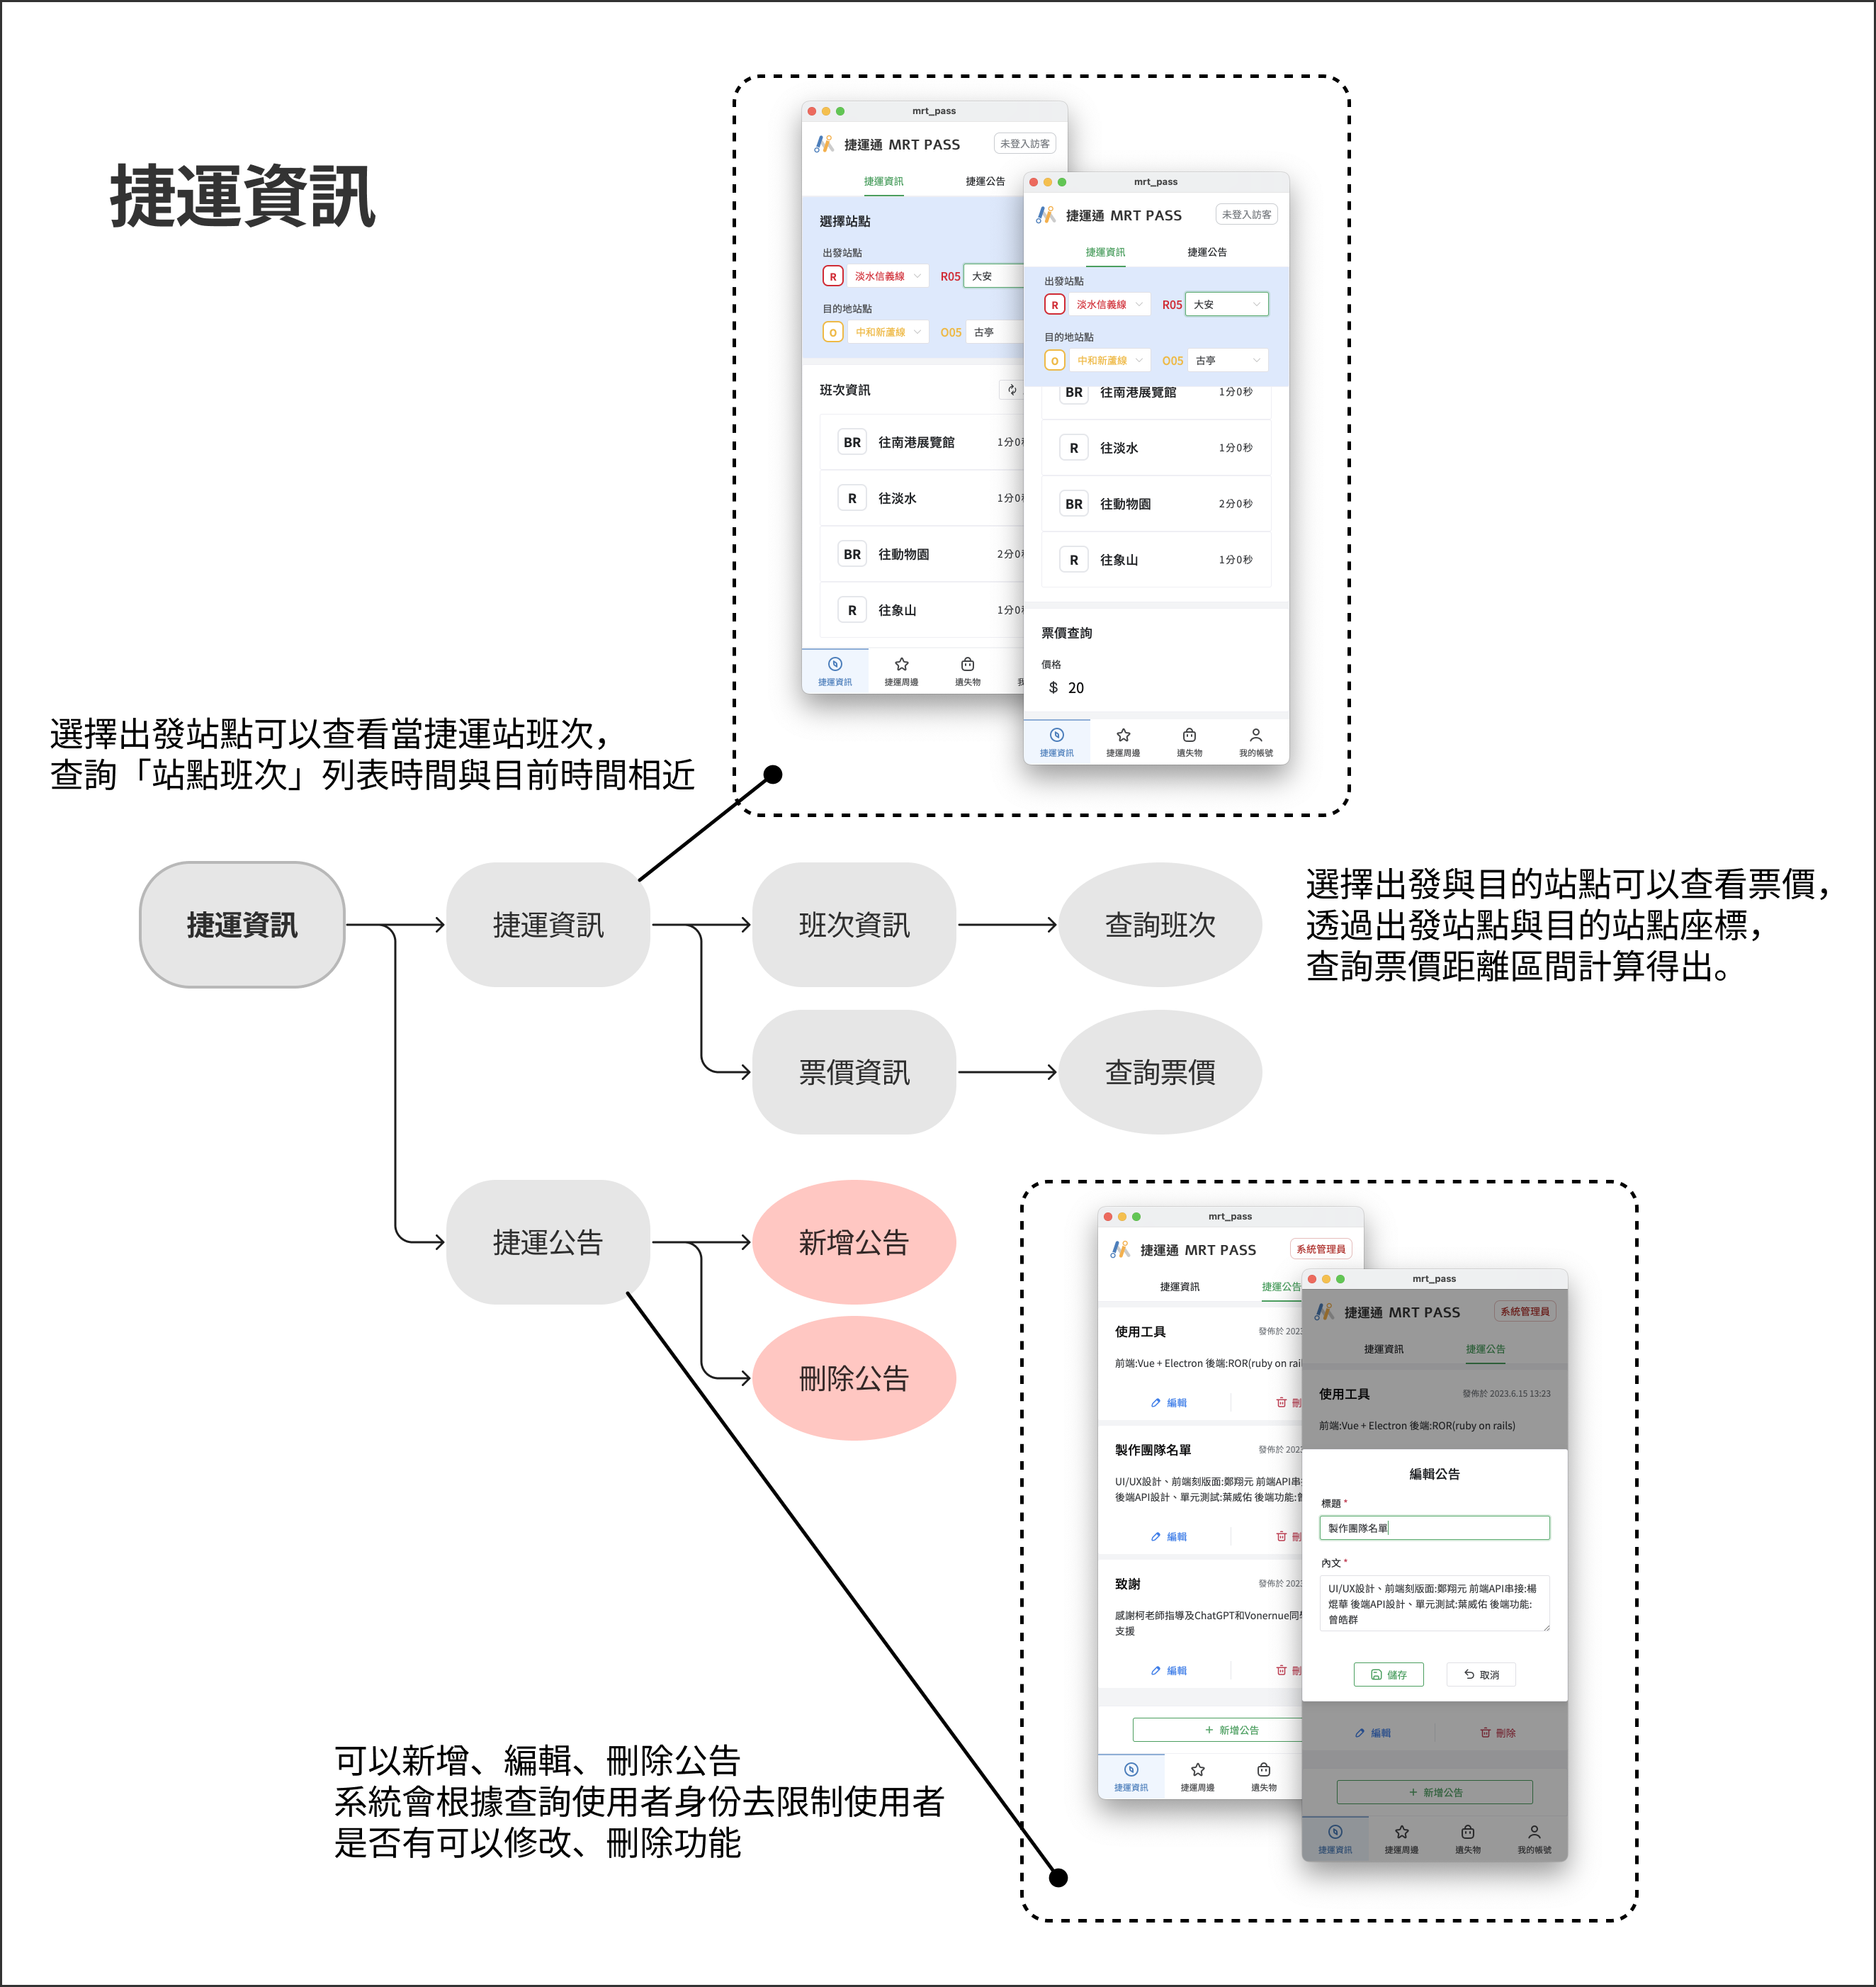 捷運資訊
mrt_pass
捷運通 MRT PASS
未登入訪客
捷運資訊
捷運公告
選擇站點
出發站點
R
淡水信義線
R05
大安
目的地站點
O
中和新蘆線
O05
古亭
班次資訊
BR
往南港展覽館
1分0
R
往淡水
1分0
BR
往動物園
2分0
R
往象山
1分0
捷運資訊
捷運周邊
遺失物
mrt_pass
捷運通 MRT PASS
未登入訪客
捷運資訊
捷運公告
出發站點
R
淡水信義線
R05
大安
目的地站點
O
中和新蘆線
O05
古亭
BR
往南港展覽館
1分0秒
R
往淡水
1分0秒
BR
往動物園
2分0秒
R
往象山
1分0秒
票價查詢
價格
$ 20
捷運資訊
捷運周邊
遺失物
我的帳號
選擇出發站點可以查看當捷運站班次，
查詢「站點班次」列表時間與目前時間相近
捷運資訊
捷運資訊
班次資訊
查詢班次
選擇出發與目的站點可以查看票價，
透過出發站點與目的站點座標，
查詢票價距離區間計算得出。
票價資訊
查詢票價
捷運公告
新增公告
刪除公告
mrt_pass
捷運通 MRT PASS
系統管理員
捷運資訊
捷運公告
使用工具
發佈於 202
前端:Vue + Electron 後端:ROR(ruby on rail
編輯
製作團隊名單
發佈於 202
UI/UX設計、前端刻版面:鄭翔元 前端API串
後端API設計、單元測試:葉威佑 後端功能:
編輯
致謝
發佈於 202
感謝柯老師指導及ChatGPT和Vonernue同
支援
編輯
+ 新增公告
捷運資訊
捷運周邊
遺失物
mrt_pass
捷運通 MRT PASS
系統管理員
捷運資訊
捷運公告
使用工具
發佈於 2023.6.15 13:23
前端:Vue + Electron 後端:ROR(ruby on rails)
編輯公告
標題 *
製作團隊名單
內文 *
UI/UX設計、前端刻版面:鄭翔元 前端API串接:楊
焜華 後端API設計、單元測試:葉威佑 後端功能:
曾皓群
儲存
取消
編輯
刪除
+ 新增公告
捷運資訊
捷運周邊
遺失物
我的帳號
可以新增、編輯、刪除公告
系統會根據查詢使用者身份去限制使用者
是否有可以修改、刪除功能